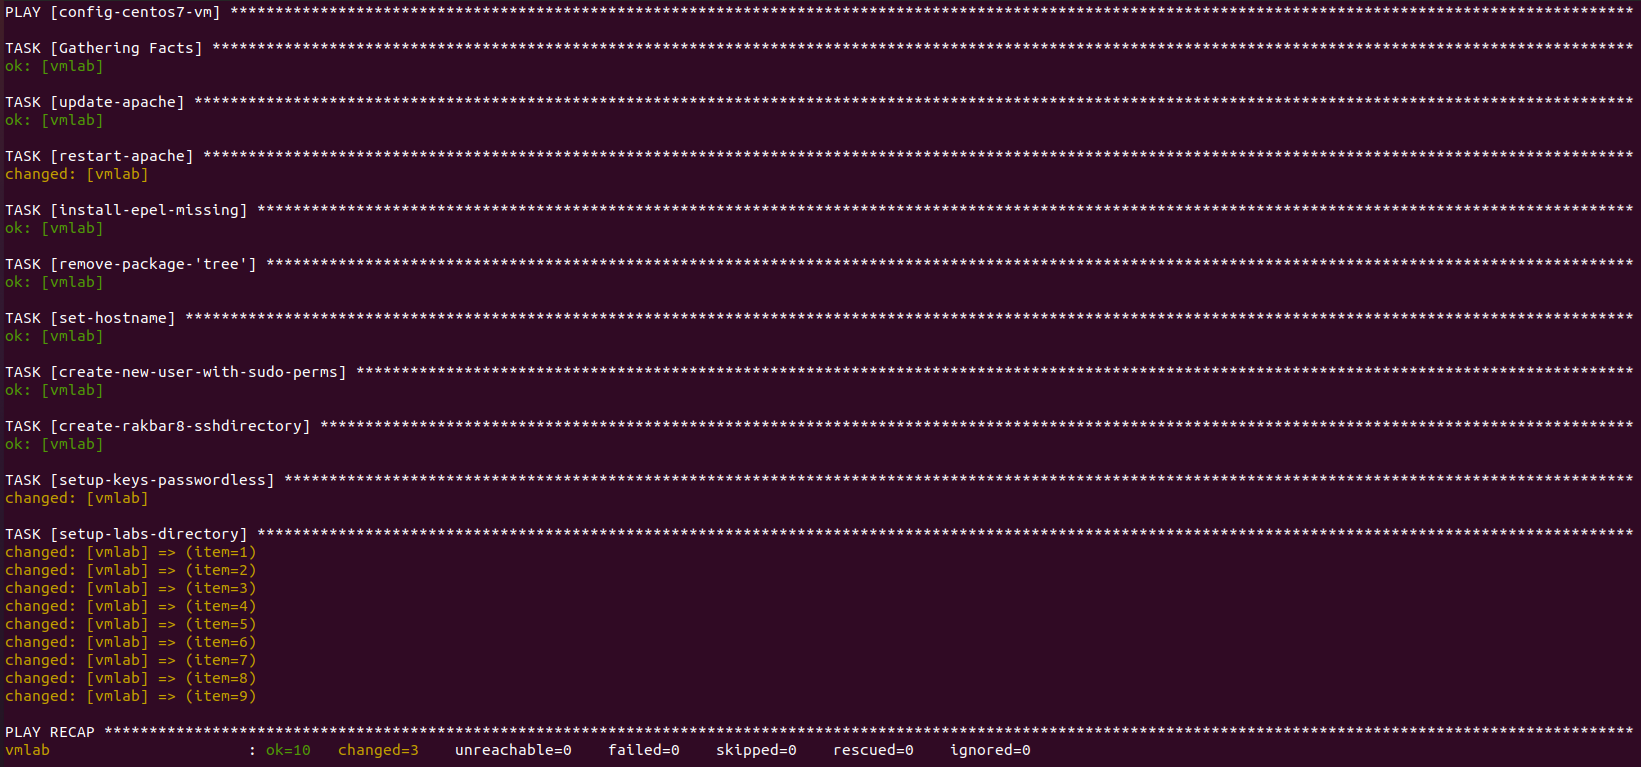 PLAY [config-centos7-vm] ************************************************************************************************************************************************************
TASK [Gathering Facts] **************************************************************************************************************************************************************
ok: [vmlab]
TASK [update-apache] ****************************************************************************************************************************************************************
ok: [vmlab]
TASK [restart-apache] ***************************************************************************************************************************************************************
changed: [vmlab]
TASK [install-epel-missing] *********************************************************************************************************************************************************
ok: [vmlab]
TASK [remove-package-'tree'] ********************************************************************************************************************************************************
ok: [vmlab]
TASK [set-hostname] *****************************************************************************************************************************************************************
ok: [vmlab]
TASK [create-new-user-with-sudo-perms] **********************************************************************************************************************************************
ok: [vmlab]
TASK [create-rakbar8-sshdirectory] **************************************************************************************************************************************************
ok: [vmlab]
TASK [setup-keys-passwordless] ******************************************************************************************************************************************************
changed: [vmlab]
TASK [setup-labs-directory] *********************************************************************************************************************************************************
changed: [vmlab] => (item=1)
changed: [vmlab] => (item=2)
changed: [vmlab] => (item=3)
changed: [vmlab] => (item=4)
changed: [vmlab] => (item=5)
changed: [vmlab] => (item=6)
changed: [vmlab] => (item=7)
changed: [vmlab] => (item=8)
changed: [vmlab] => (item=9)
PLAY RECAP **************************************************************************************************************************************************************************
vmlab                      : ok=10   changed=3    unreachable=0    failed=0    skipped=0    rescued=0    ignored=0